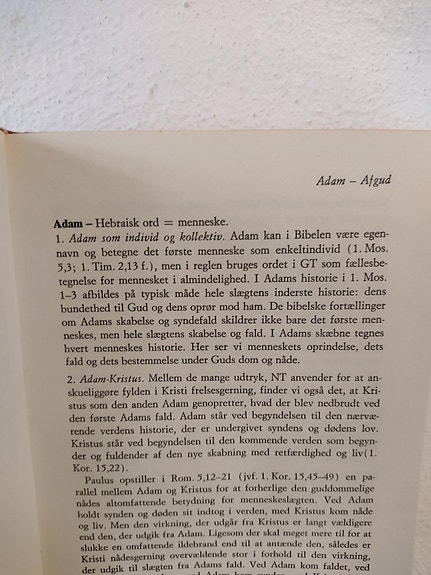 Adam – Afgud
Adam – Hebraisk ord = menneske.
1. Adam som individ og kollektiv. Adam kan i Bibelen være egen-
navn og betegne det første menneske som enkeltindivid (1. Mos.
5,3; 1. Tim. 2,13 f.), men i reglen bruges ordet i GT som fællesbe-
tegnelse for mennesket i almindelighed. I Adams historie i 1. Mos.
1–3 afbildes på typisk måde hele slægtens inderste historie: dens
bundethed til Gud og dens oprør mod ham. De bibelske fortællinger
om Adams skabelse og syndefald skildrer ikke bare det første men-
neskes, men hele slægtens skabelse og fald. I Adams skæbne tegnes
hvert menneskes historie. Her ser vi menneskets oprindelse, dets
fald og dets bestemmelse under Guds dom og nåde.
2. Adam-Kristus. Mellem de mange udtryk, NT anvender for at an-
skueliggøre fylden i Kristi frelsesgerning, finder vi også det, at Kri-
stus som den anden Adam genopretter, hvad der blev nedbrudt ved
den første Adams fald. Adam står ved begyndelsen til den nærvæ-
rende verdens historie, der er undergivet syndens og dødens lov.
Kristus står ved begyndelsen til den kommende verden som begyn-
der og fuldender af den nye skabning med retfærdighed og liv(1.
Kor. 15,22).
Paulus opstiller i Rom. 5,12–21 (jvf. 1. Kor. 15,45–49) en pa-
rallel mellem Adam og Kristus for at forherlige den guddommelige
nådes altomfattende betydning for menneskeslægten. Ved Adam
holdt synden og døden sit indtog i verden, med Kristus kom nåde
og liv. Men den virkning, der udgår fra Kristus er langt vældigere
end den, der udgik fra Adam. Ligesom der skal meget mere til for at
slukke en omfattende ildebrand end til at antænde den, således er
Kristi nådesgerning overvældende stor i forhold til den virkning,
der udgik til slægten fra Adams fald. Ved Adam kom faldet, ved